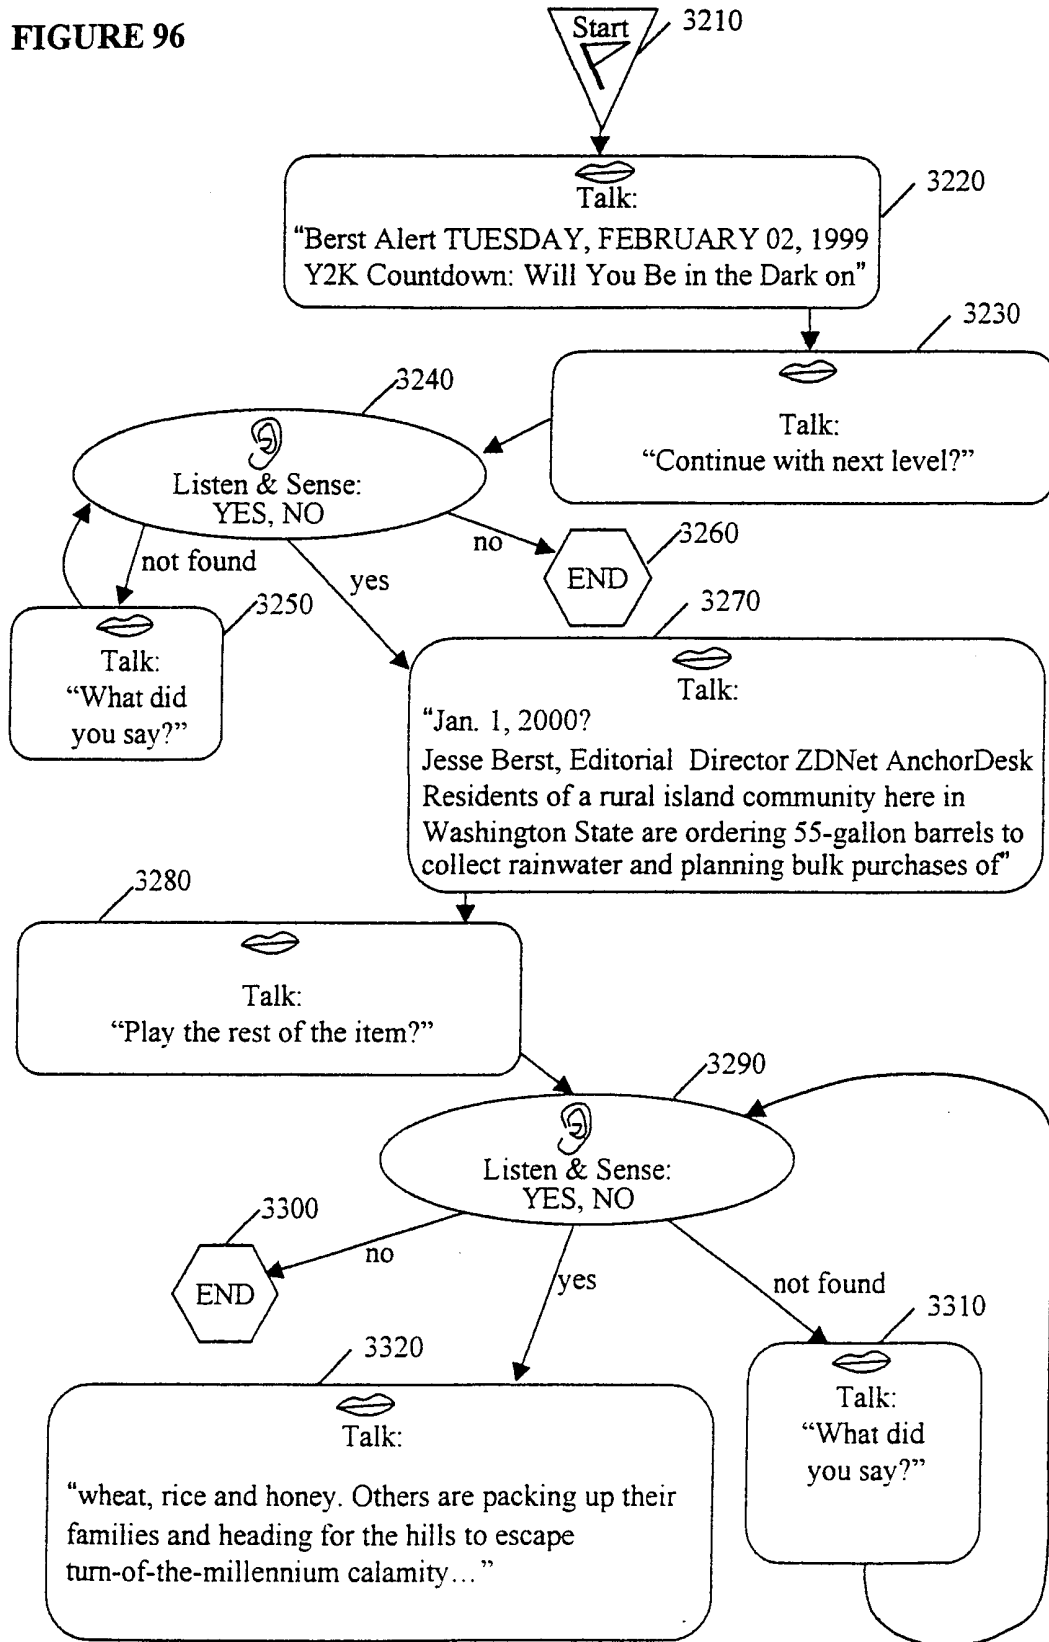 FIGURE 96
Start
3210
3220
Talk:
"Berst Alert TUESDAY, FEBRUARY 02, 1999
Y2K Countdown: Will You Be in the Dark on"
3230
Talk:
“Continue with next level?”
3240
Listen & Sense:
YES, NO
not found
yes
no
3260
END
3250
Talk:
“What did
you say?”
3270
Talk:
"Jan. 1, 2000?
Jesse Berst, Editorial Director ZDNet AnchorDesk
Residents of a rural island community here in
Washington State are ordering 55-gallon barrels to
collect rainwater and planning bulk purchases of"
3280
Talk:
“Play the rest of the item?”
3290
Listen & Sense:
YES, NO
3300
END
no
yes
not found
3310
Talk:
“What did
you say?”
3320
Talk:
"wheat, rice and honey. Others are packing up their
families and heading for the hills to escape
turn-of-the-millennium calamity…”